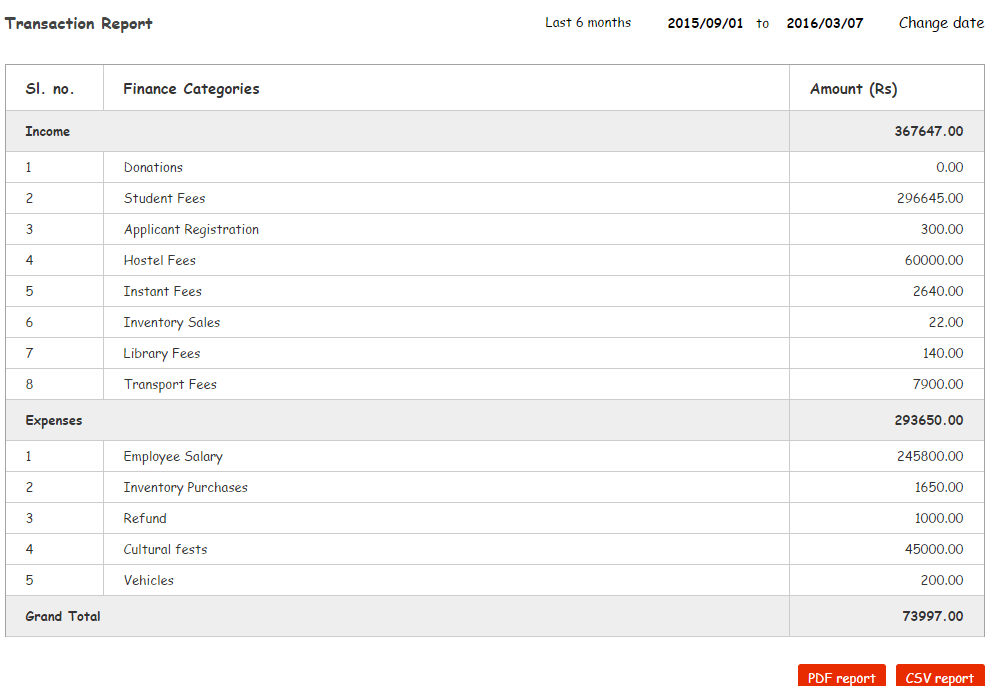 Transaction Report Last 6 months 2015/09/01 to 2016/03/07 Change date
Sl. no. Finance Categories Amount (Rs)
Income 367647.00
1 Donations 0.00
2 Student Fees 296645.00
3 Applicant Registration 300.00
4 Hostel Fees 60000.00
5 Instant Fees 2640.00
6 Inventory Sales 22.00
7 Library Fees 140.00
8 Transport Fees 7900.00
Expenses 293650.00
1 Employee Salary 245800.00
2 Inventory Purchases 1650.00
3 Refund 1000.00
4 Cultural fests 45000.00
5 Vehicles 200.00
Grand Total 73997.00
PDF report CSV report